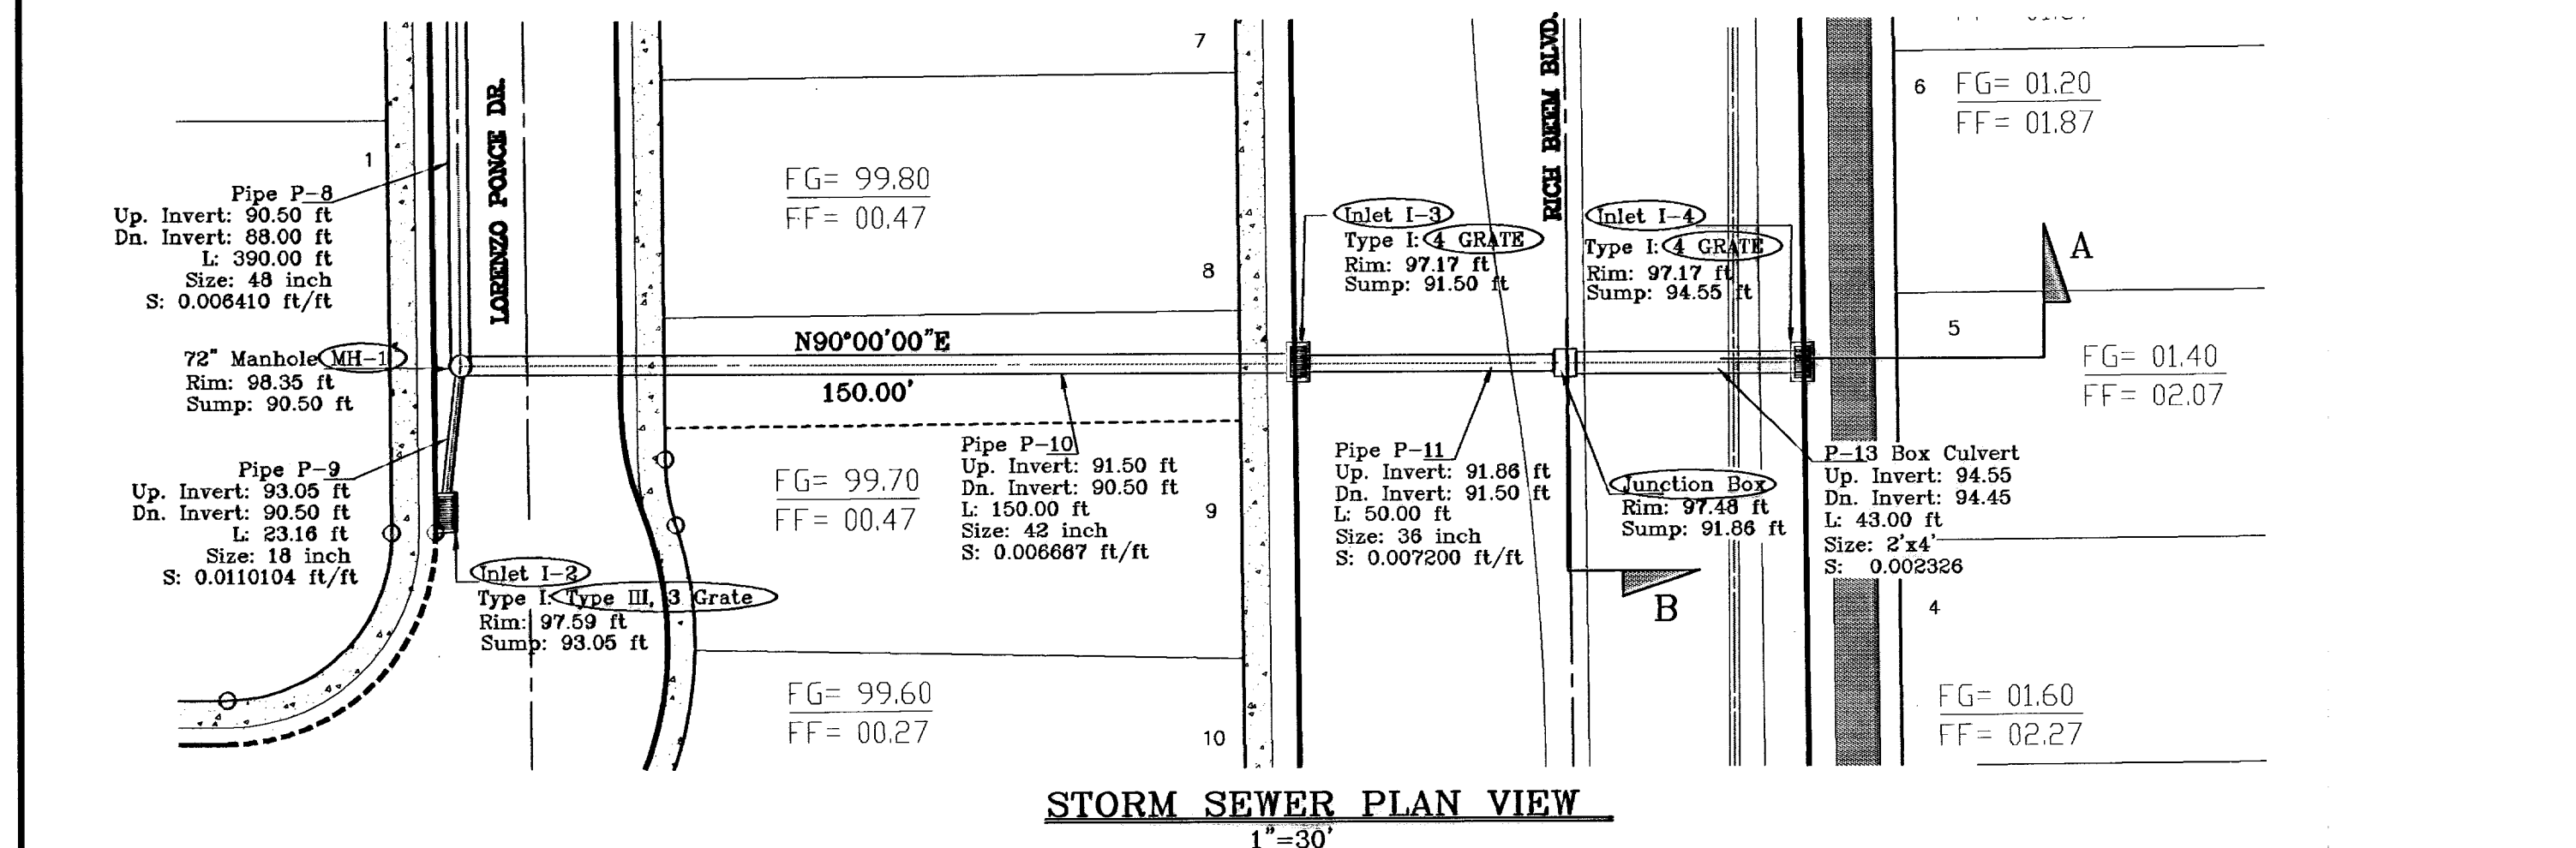 7
6
FG= 01.20
FF= 01.87
1
LORENZO PONCE DR.
RICH BEEM BLVD.
Pipe P-8
Up. Invert: 90.50 ft
Dn. Invert: 88.00 ft
L: 390.00 ft
Size: 48 inch
S: 0.006410 ft/ft
FG= 99.80
FF= 00.47
8
Inlet I-3
Type I: 4 GRATE
Rim: 97.17 ft
Sump: 91.50 ft
Inlet I-4
Type I: 4 GRATE
Rim: 97.17 ft
Sump: 94.55 ft
A
5
N90°00'00"E
150.00'
72" Manhole MH-1
Rim: 98.35 ft
Sump: 90.50 ft
FG= 01.40
FF= 02.07
Pipe P-9
Up. Invert: 93.05 ft
Dn. Invert: 90.50 ft
L: 23.16 ft
Size: 18 inch
S: 0.0110104 ft/ft
FG= 99.70
FF= 00.47
Pipe P-10
Up. Invert: 91.50 ft
Dn. Invert: 90.50 ft
L: 150.00 ft
Size: 42 inch
S: 0.006667 ft/ft
9
Pipe P-11
Up. Invert: 91.86 ft
Dn. Invert: 91.50 ft
L: 50.00 ft
Size: 36 inch
S: 0.007200 ft/ft
Junction Box
Rim: 97.48 ft
Sump: 91.86 ft
P-13 Box Culvert
Up. Invert: 94.55
Dn. Invert: 94.45
L: 43.00 ft
Size: 2'x4'
S: 0.002326
Inlet I-2
Type I: Type III, 3 Grate
Rim: 97.59 ft
Sump: 93.05 ft
B
4
FG= 99.60
FF= 00.27
10
FG= 01.60
FF= 02.27
STORM SEWER PLAN VIEW
1"=30'